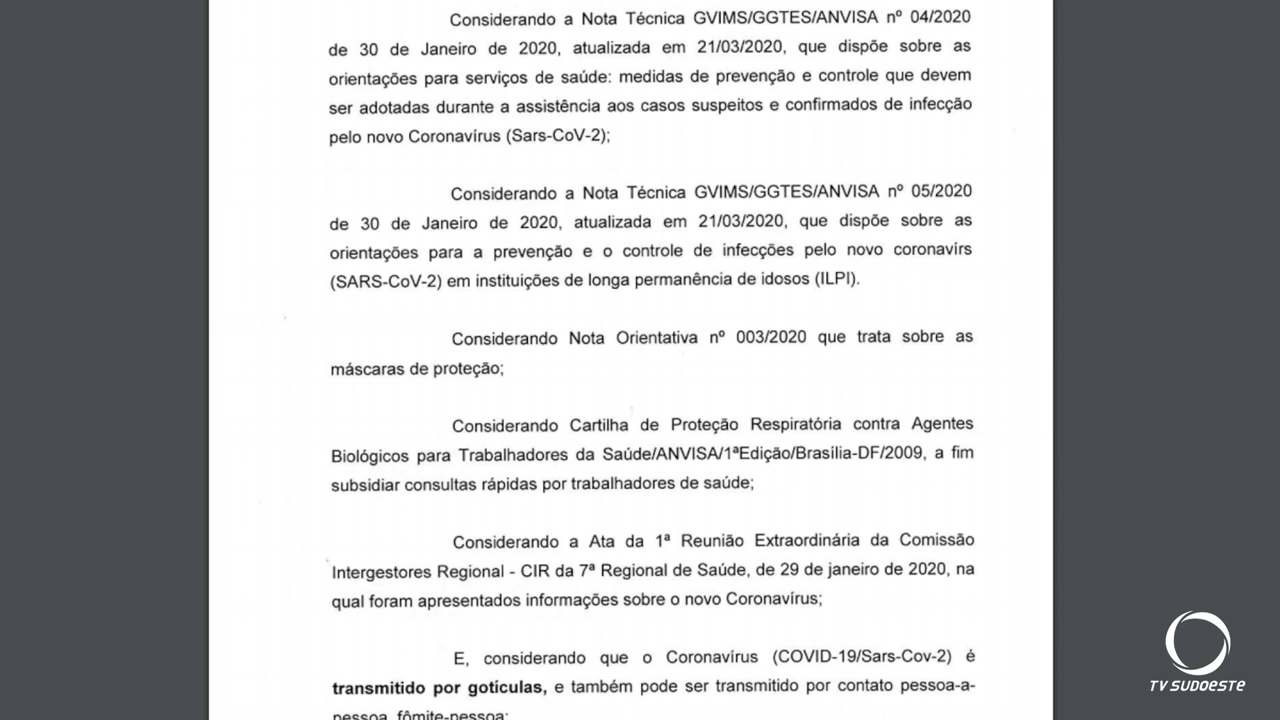 Considerando a Nota Técnica GVIMS/GGTES/ANVISA nº 04/2020
de 30 de Janeiro de 2020, atualizada em 21/03/2020, que dispõe sobre as
orientações para serviços de saúde: medidas de prevenção e controle que devem
ser adotadas durante a assistência aos casos suspeitos e confirmados de infecção
pelo novo Coronavírus (Sars-CoV-2);
Considerando a Nota Técnica GVIMS/GGTES/ANVISA nº 05/2020
de 30 de Janeiro de 2020, atualizada em 21/03/2020, que dispõe sobre as
orientações para a prevenção e o controle de infecções pelo novo coronavírs
(SARS-CoV-2) em instituições de longa permanência de idosos (ILPI).
Considerando Nota Orientativa nº 003/2020 que trata sobre as
máscaras de proteção;
Considerando Cartilha de Proteção Respiratória contra Agentes
Biológicos para Trabalhadores da Saúde/ANVISA/1ªEdição/Brasília-DF/2009, a fim
subsidiar consultas rápidas por trabalhadores de saúde;
Considerando a Ata da 1ª Reunião Extraordinária da Comissão
Intergestores Regional - CIR da 7ª Regional de Saúde, de 29 de janeiro de 2020, na
qual foram apresentados informações sobre o novo Coronavírus;
E, considerando que o Coronavírus (COVID-19/Sars-Cov-2) é
transmitido por gotículas, e também pode ser transmitido por contato pessoa-a-
pessoa, fômite-pessoa;
TV SUDOESTE